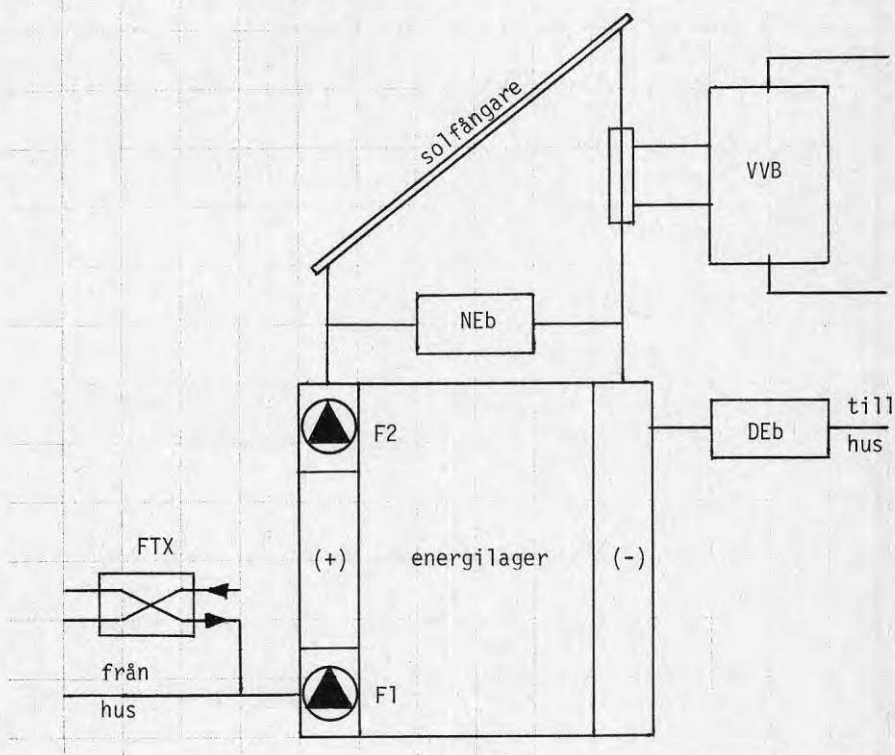 solfångare
VVB
NEb
F2
DEb
till
hus
FTX
(+)
energilager
(-)
från
hus
F1